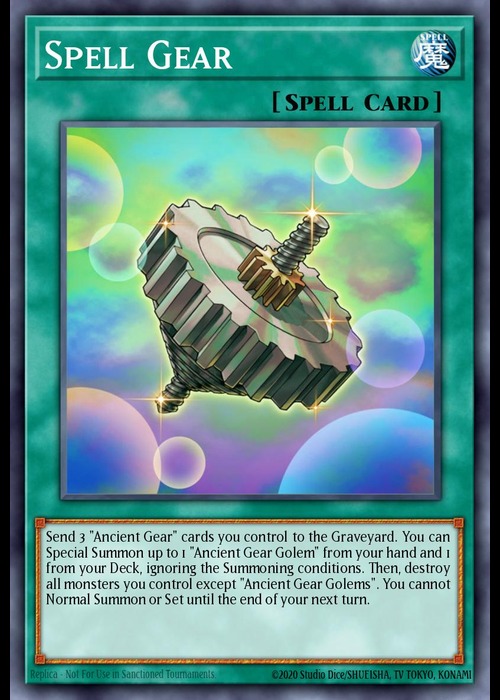 SPELL GEAR
SPELL
魔
[ SPELL CARD ]
Send 3 "Ancient Gear" cards you control to the Graveyard. You can
Special Summon up to 1 "Ancient Gear Golem" from your hand and 1
from your Deck, ignoring the Summoning conditions. Then, destroy
all monsters you control except "Ancient Gear Golems". You cannot
Normal Summon or Set until the end of your next turn.
Replica - Not For Use in Sanctioned Tournaments
©2020 Studio Dice/SHUEISHA, TV TOKYO, KONAMI